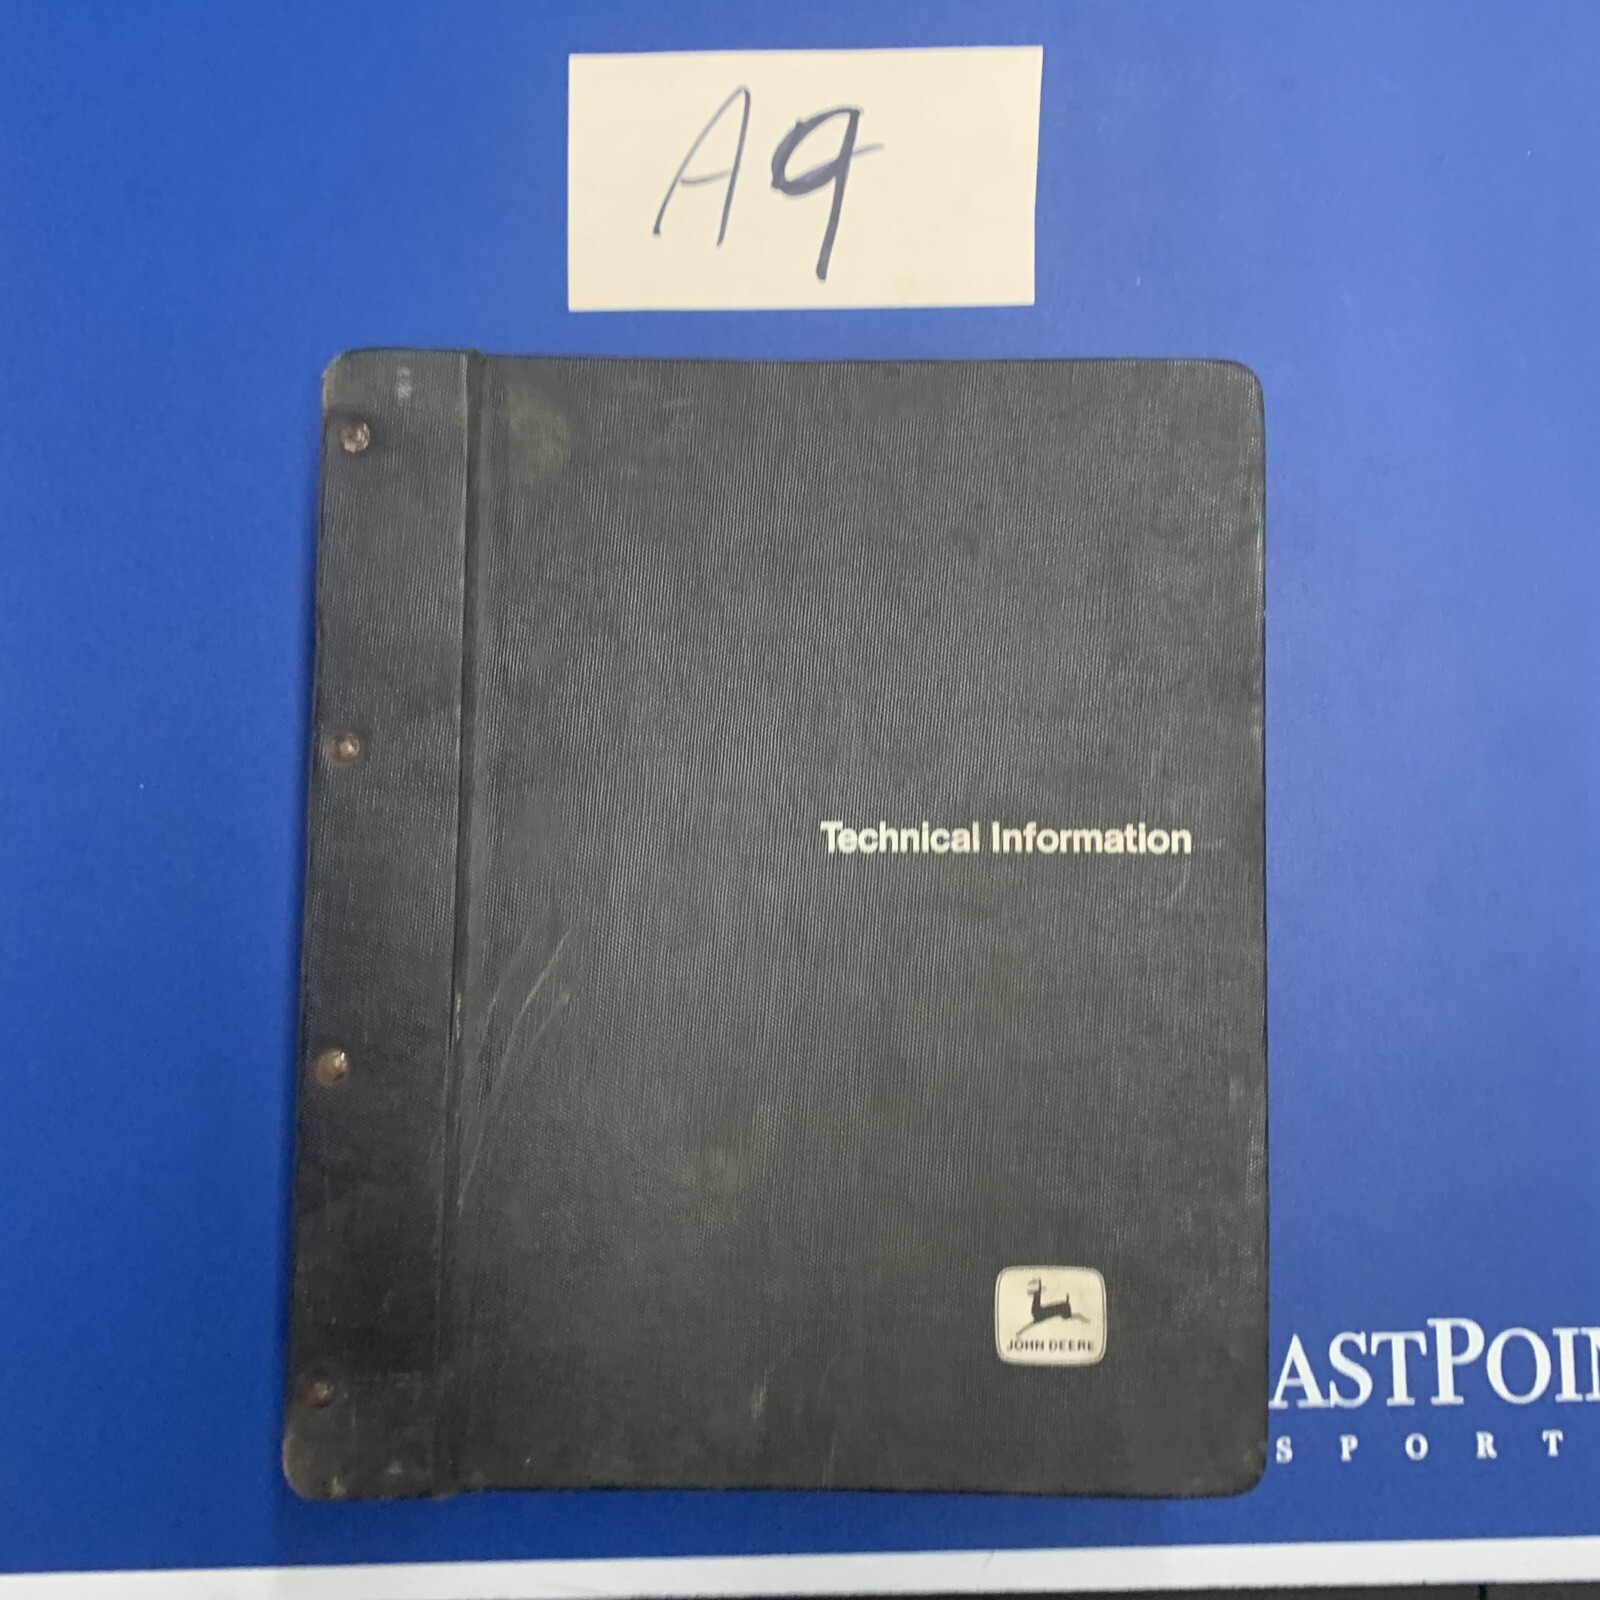 A9
Technical Information
JOHN DEERE
ASTPOI
SPORT